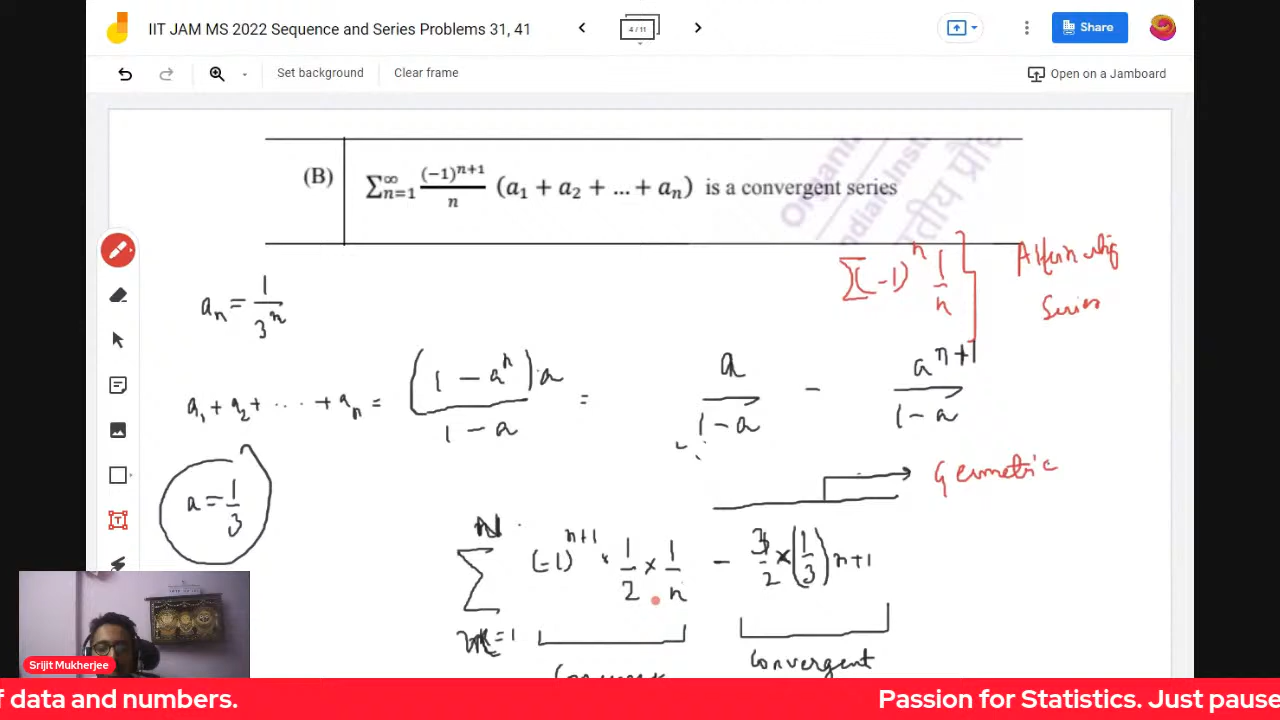 IIT JAM MS 2022 Sequence and Series Problems 31, 41
4 / 11
Share
Set background
Clear frame
Open on a Jamboard
(B) ∑_{n=1}^{∞} (−1)^{n+1}/n (a₁ + a₂ + ... + aₙ) is a convergent series
∑(-1)^n 1/n
Alternating
Series
aₙ = 1/3^n
a₁ + a₂ + .... + aₙ = (1 - a^n) a / (1 - a) = a/(1-a) - a^{n+1}/(1-a)
a = 1/3
Geometric
(-1)^{n+1} × 1/2 × 1/n - 3/2 × (1/3)^{n+1}
Convergent
Srijit Mukherjee
f data and numbers.
Passion for Statistics. Just pause